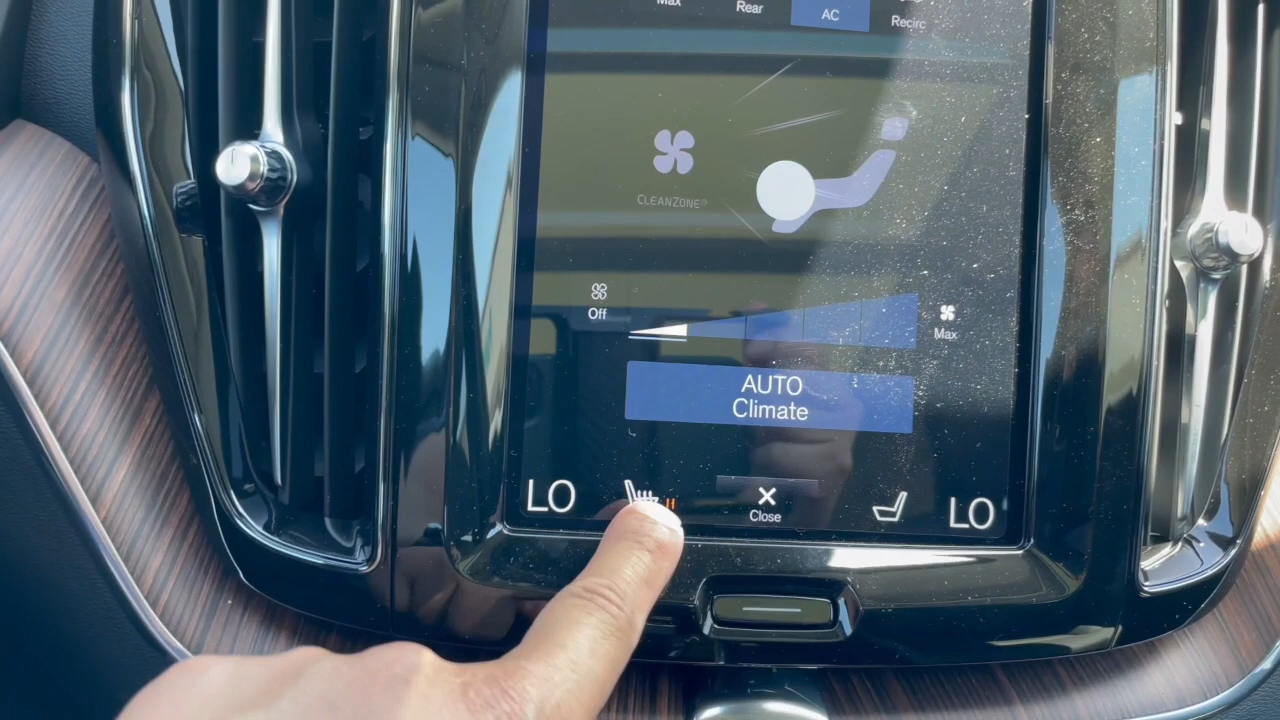 Max
Rear
AC
Recirc
CLEANZONE®
Off
Max
AUTO
Climate
LO
Close
LO